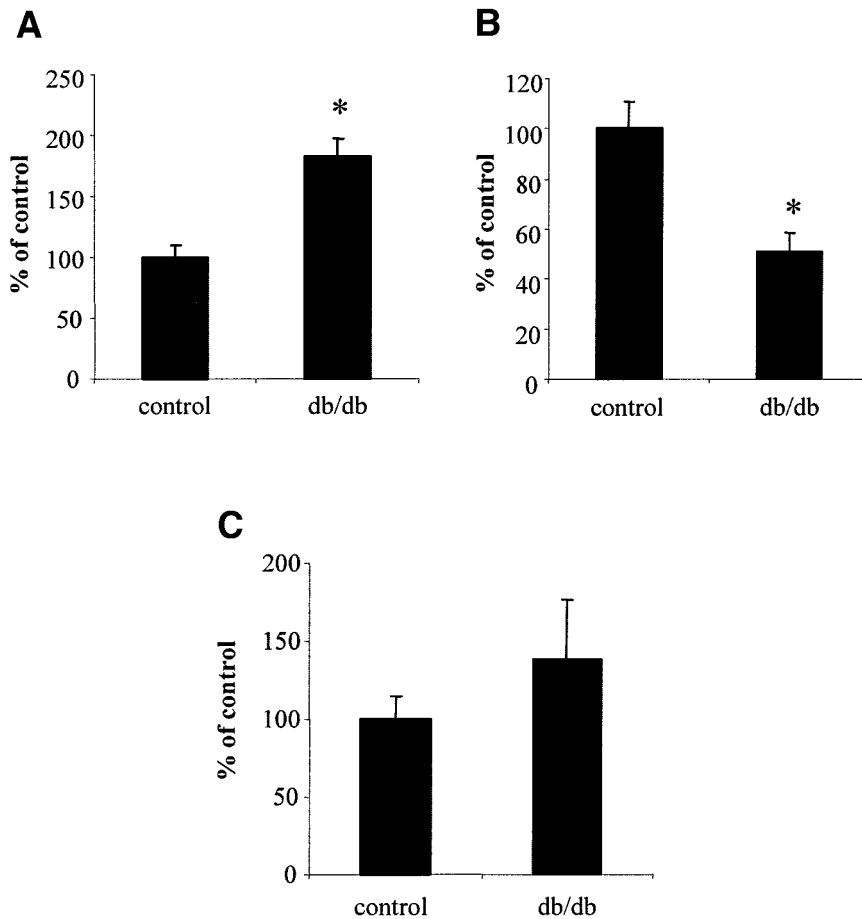 A
% of control
250
200
150
100
50
0
*
control db/db
B
% of control
120
100
80
60
40
20
0
*
control db/db
C
% of control
200
150
100
50
0
control db/db